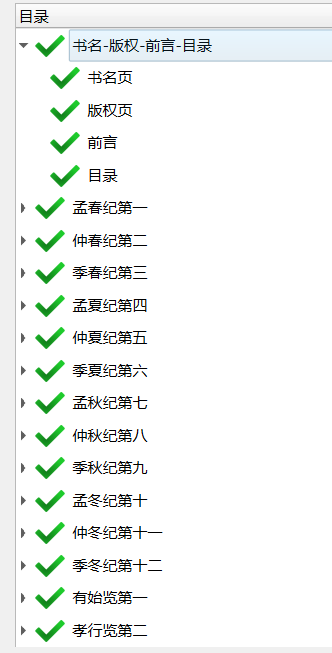 目录
书名-版权-前言-目录
书名页
版权页
前言
目录
孟春纪第一
仲春纪第二
季春纪第三
孟夏纪第四
仲夏纪第五
季夏纪第六
孟秋纪第七
仲秋纪第八
季秋纪第九
孟冬纪第十
仲冬纪第十一
季冬纪第十二
有始览第一
孝行览第二